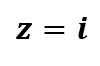 z = i